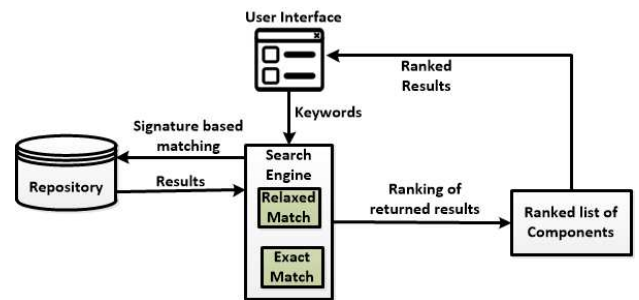 User Interface
Ranked
Results
Keywords
Signature based
matching
Search
Engine
Repository
Results
Relaxed
Match
Ranking of
returned results
Ranked list of
Components
Exact
Match